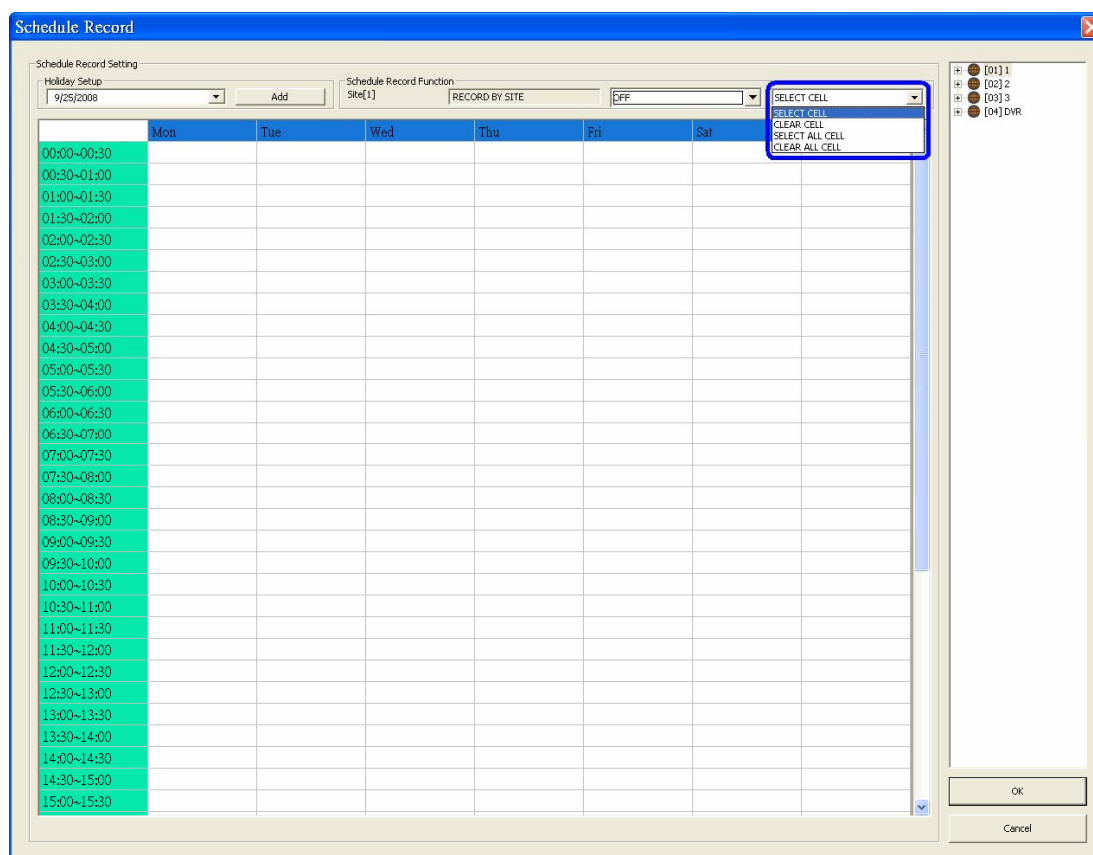 Schedule Record
Schedule Record Setting
Holiday Setup
9/25/2008
Add
Schedule Record Function
Site[1]
RECORD BY SITE
OFF
SELECT CELL
SELECT CELL
CLEAR CELL
SELECT ALL CELL
CLEAR ALL CELL
[01] 1
[02] 2
[03] 3
[04] DVR
Mon Tue Wed Thu Fri Sat
00:00~00:30
00:30~01:00
01:00~01:30
01:30~02:00
02:00~02:30
02:30~03:00
03:00~03:30
03:30~04:00
04:00~04:30
04:30~05:00
05:00~05:30
05:30~06:00
06:00~06:30
06:30~07:00
07:00~07:30
07:30~08:00
08:00~08:30
08:30~09:00
09:00~09:30
09:30~10:00
10:00~10:30
10:30~11:00
11:00~11:30
11:30~12:00
12:00~12:30
12:30~13:00
13:00~13:30
13:30~14:00
14:00~14:30
14:30~15:00
15:00~15:30
OK
Cancel